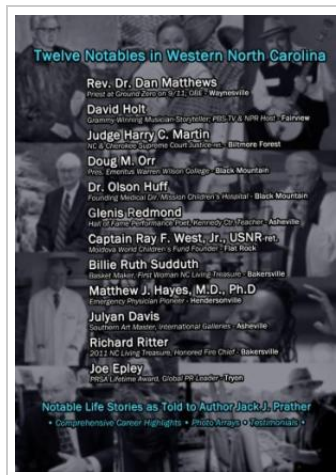 Twelve Notables in Western North Carolina
Rev. Dr. Dan Matthews
Priest at Ground Zero on 9/11, OBE - Waynesville
David Holt
Grammy-Winning Musician-Storyteller, PBS-TV & NPR Host - Fairview
Judge Harry C. Martin
NC & Cherokee Supreme Court Justice-ret. - Biltmore Forest
Doug M. Orr
Pres. Emeritus Warren Wilson College - Black Mountain
Dr. Olson Huff
Founding Medical Dir. Mission Children's Hospital - Black Mountain
Glenis Redmond
Hall of Fame Performance Poet, Kennedy Ctr. Teacher - Asheville
Captain Ray F. West, Jr., USNR-ret.
Moldova World Children's Fund Founder - Flat Rock
Billie Ruth Sudduth
Basket Maker, First Woman NC Living Treasure - Bakersville
Matthew J. Hayes, M.D., Ph.D
Emergency Physician Pioneer - Hendersonville
Julyan Davis
Southern Art Master, International Galleries - Asheville
Richard Ritter
2011 NC Living Treasure, Honored Fire Chief - Bakersville
Joe Epley
PRSA Lifetime Award, Global PR Leader - Tryon
Notable Life Stories as Told to Author Jack J. Prather
• Comprehensive Career Highlights • Photo Arrays • Testimonials •